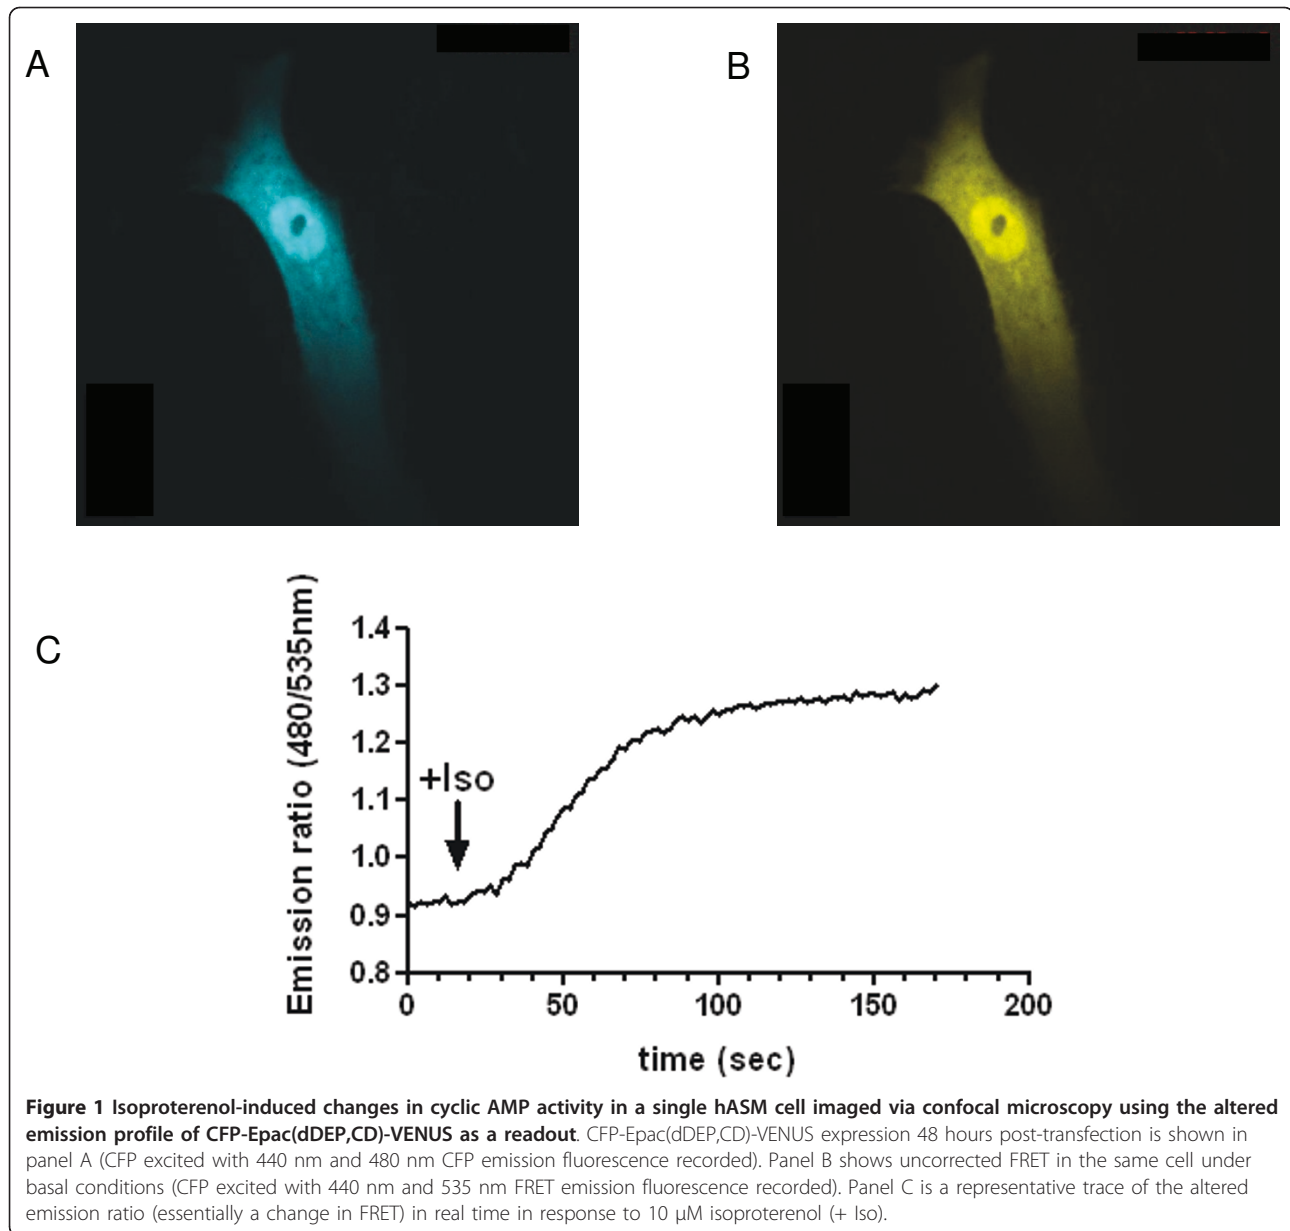 A
B
C
Emission ratio (480/535nm)
1.4
1.3
1.2
1.1
1.0
0.9
0.8
+Iso
0 50 100 150 200
time (sec)
Figure 1 Isoproterenol-induced changes in cyclic AMP activity in a single hASM cell imaged via confocal microscopy using the altered
emission profile of CFP-Epac(dDEP,CD)-VENUS as a readout. CFP-Epac(dDEP,CD)-VENUS expression 48 hours post-transfection is shown in
panel A (CFP excited with 440 nm and 480 nm CFP emission fluorescence recorded). Panel B shows uncorrected FRET in the same cell under
basal conditions (CFP excited with 440 nm and 535 nm FRET emission fluorescence recorded). Panel C is a representative trace of the altered
emission ratio (essentially a change in FRET) in real time in response to 10 μM isoproterenol (+ Iso).